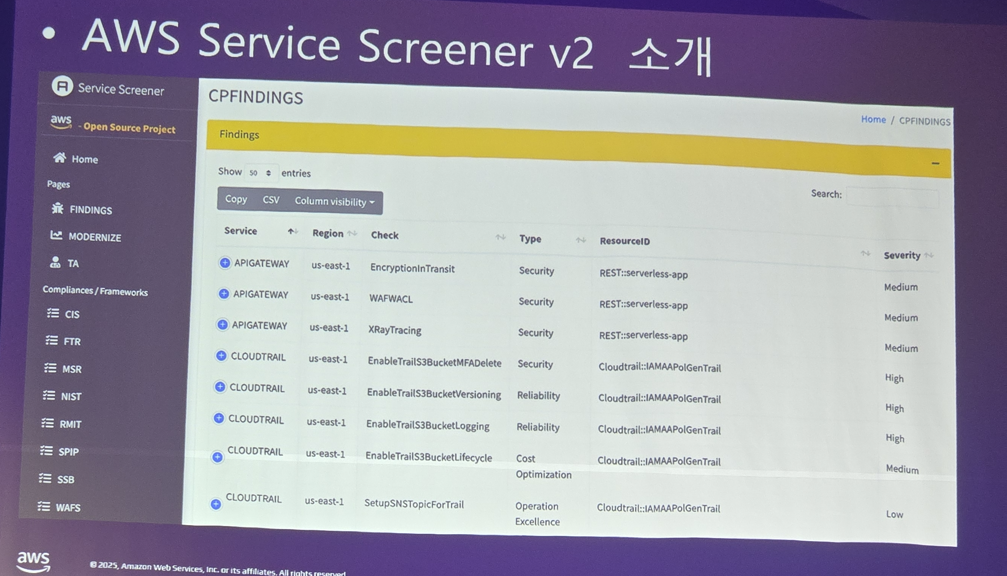 • AWS Service Screener v2 소개
Service Screener
aws - Open Source Project
Home
Pages
FINDINGS
MODERNIZE
TA
Compliances / Frameworks
CIS
FTR
MSR
NIST
RMIT
SPIP
SSB
WAFS
CPFINDINGS
Home / CPFINDINGS
Findings
Show 50 entries
Search:
Copy CSV Column visibility
Service Region Check Type ResourceID Severity
APIGATEWAY us-east-1 EncryptionInTransit Security REST::serverless-app Medium
APIGATEWAY us-east-1 WAFWACL Security REST::serverless-app Medium
APIGATEWAY us-east-1 XRayTracing Security REST::serverless-app Medium
CLOUDTRAIL us-east-1 EnableTrailS3BucketMFADelete Security Cloudtrail::IAMAAPolGenTrail High
CLOUDTRAIL us-east-1 EnableTrailS3BucketVersioning Reliability Cloudtrail::IAMAAPolGenTrail High
CLOUDTRAIL us-east-1 EnableTrailS3BucketLogging Reliability Cloudtrail::IAMAAPolGenTrail High
CLOUDTRAIL us-east-1 EnableTrailS3BucketLifecycle Cost Optimization Cloudtrail::IAMAAPolGenTrail Medium
CLOUDTRAIL us-east-1 SetupSNSTopicForTrail Operation Excellence Cloudtrail::IAMAAPolGenTrail Low
aws
© 2025, Amazon Web Services, Inc. or its affiliates. All rights reserved.